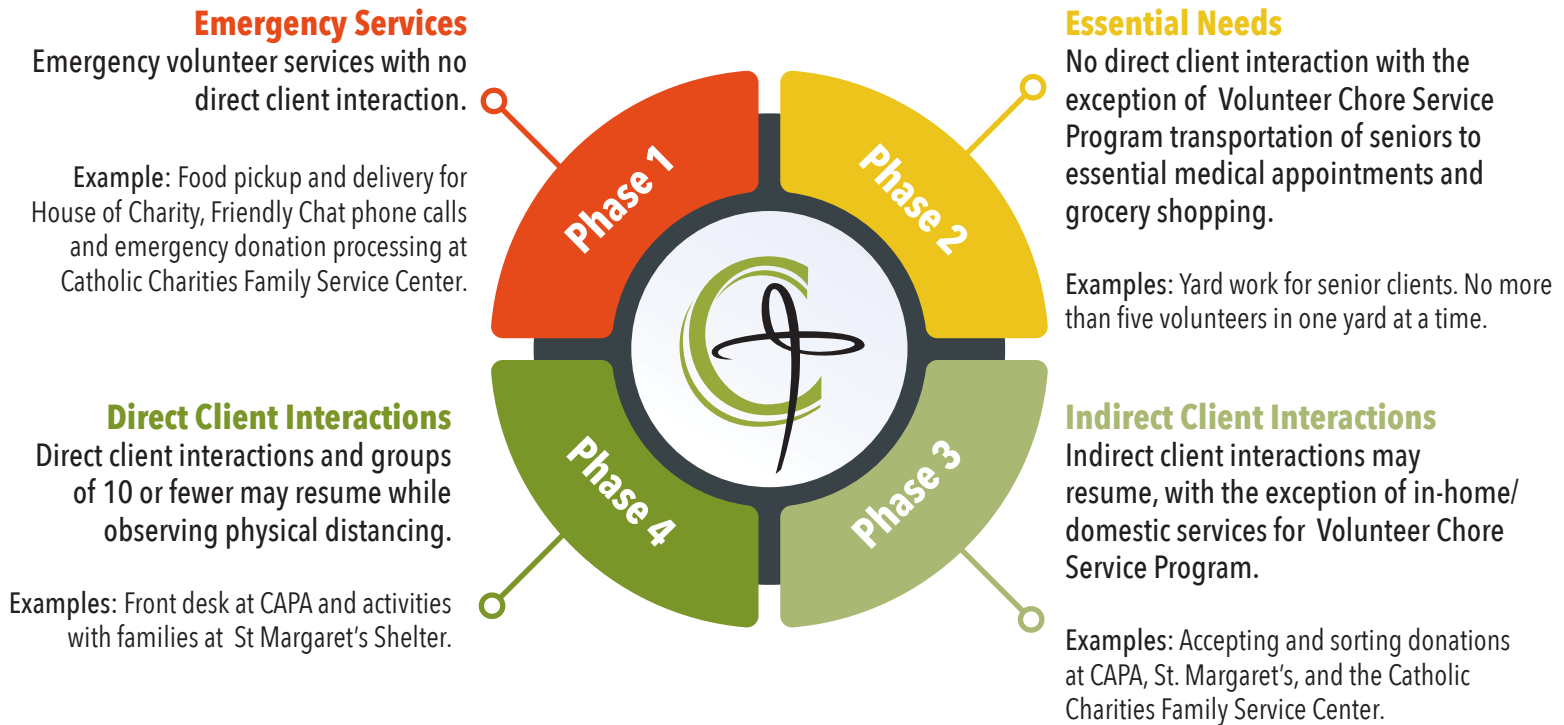 Emergency Services
Emergency volunteer services with no
direct client interaction.
Example: Food pickup and delivery for
House of Charity, Friendly Chat phone calls
and emergency donation processing at
Catholic Charities Family Service Center.
Phase 1
Essential Needs
No direct client interaction with the
exception of Volunteer Chore Service
Program transportation of seniors to
essential medical appointments and
grocery shopping.
Examples: Yard work for senior clients. No more
than five volunteers in one yard at a time.
Phase 2
Indirect Client Interactions
Indirect client interactions may
resume, with the exception of in-home/
domestic services for Volunteer Chore
Service Program.
Examples: Accepting and sorting donations
at CAPA, St. Margaret's, and the Catholic
Charities Family Service Center.
Phase 3
Direct Client Interactions
Direct client interactions and groups
of 10 or fewer may resume while
observing physical distancing.
Examples: Front desk at CAPA and activities
with families at St Margaret's Shelter.
Phase 4